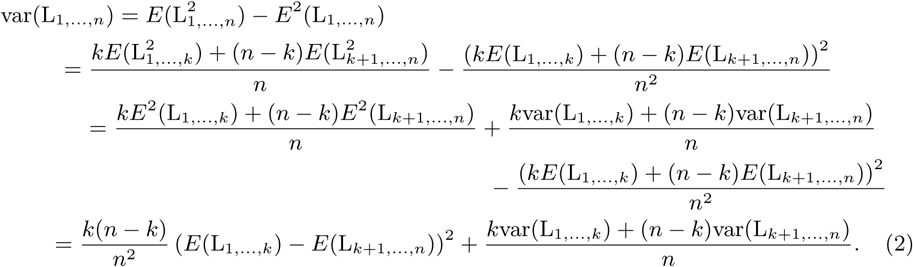 var(L_{1,...,n}) = E(L^2_{1,...,n}) − E^2(L_{1,...,n})
= \frac{kE(L^2_{1,...,k}) + (n − k)E(L^2_{k+1,...,n})}{n} − \frac{(kE(L_{1,...,k}) + (n − k)E(L_{k+1,...,n}))^2}{n^2}
= \frac{kE^2(L_{1,...,k}) + (n − k)E^2(L_{k+1,...,n})}{n} + \frac{kvar(L_{1,...,k}) + (n − k)var(L_{k+1,...,n})}{n}
− \frac{(kE(L_{1,...,k}) + (n − k)E(L_{k+1,...,n}))^2}{n^2}
= \frac{k(n − k)}{n^2} (E(L_{1,...,k}) − E(L_{k+1,...,n}))^2 + \frac{kvar(L_{1,...,k}) + (n − k)var(L_{k+1,...,n})}{n}. (2)